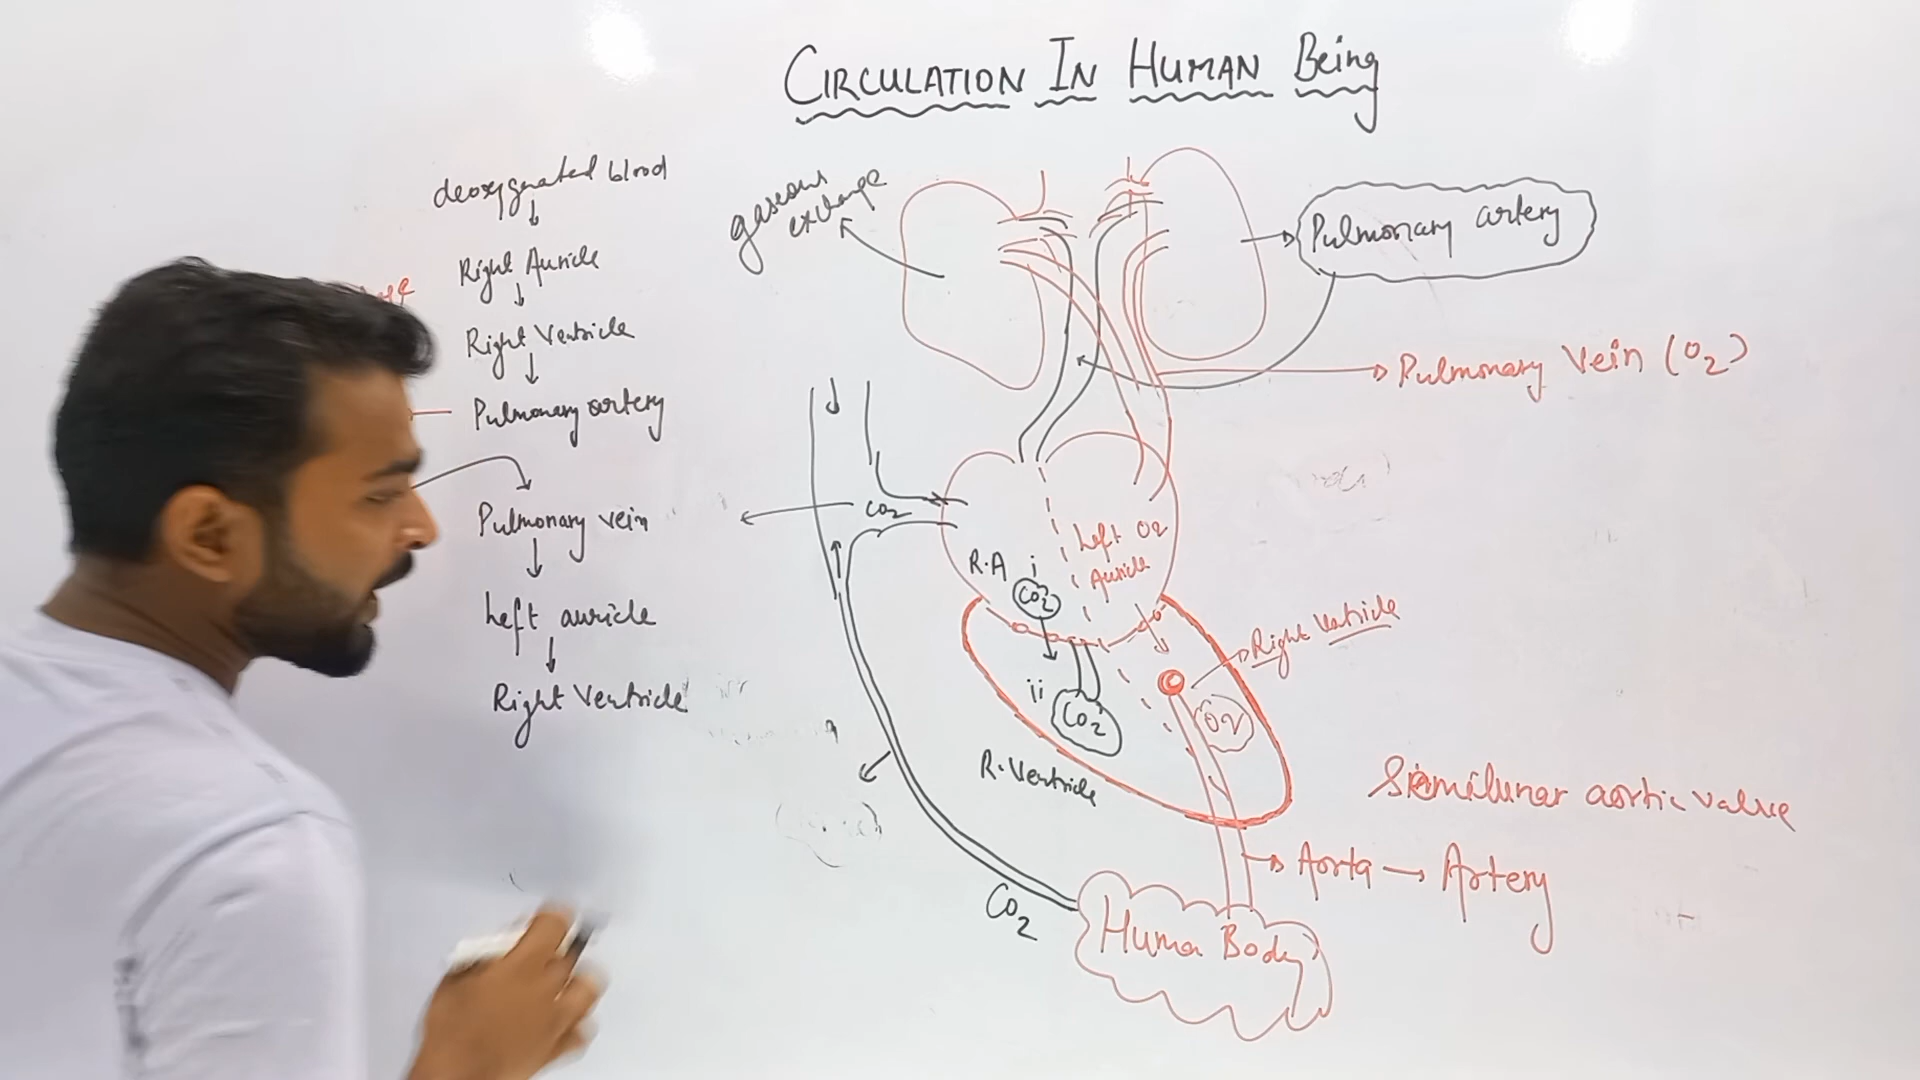 CIRCULATION IN HUMAN Being
deoxygenated blood
Right Auricle
Right Ventricle
Pulmonary artery
Pulmonary vein
Left auricle
Right Ventricle
gaseous
exchange
Pulmonary artery
Pulmonary Vein (O2)
CO2
R.A
i
CO2
Left O2
Auricle
Right Ventricle
ii
CO2
O2
R. Ventricle
Semilunar aortic valve
Aorta → Artery
CO2
Human Body